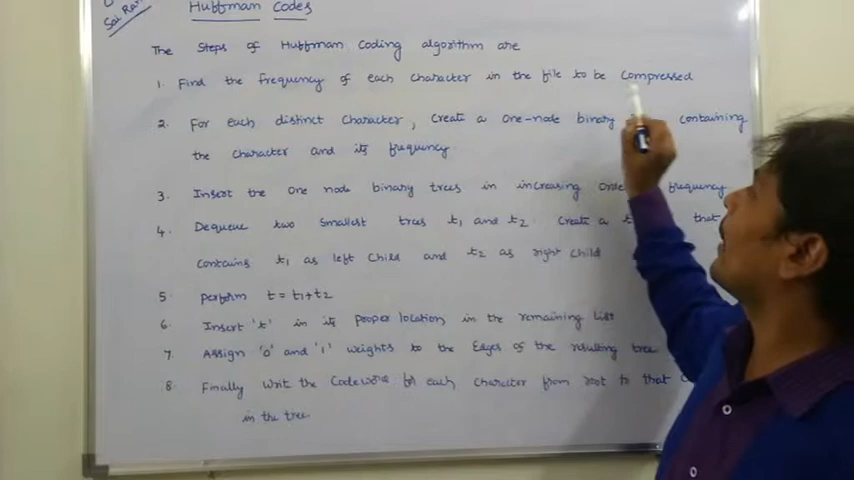 Sai Ram
Huffman Codes
The Steps of Huffman Coding algorithm are
1. Find the frequency of each character in the file to be compressed
2. For each distinct character, create a one-node binary containing
the character and its frequency
3. Insert the one node binary trees in increasing order frequency
4. Dequeue two smallest trees t1 and t2 Create a that
contains t1 as left child and t2 as right child
5. perform t = t1+t2
6. Insert 't' in its proper location in the remaining list
7. Assign '0' and '1' weights to the Edges of the resulting tree
8. Finally write the Codeword for each character from root to that
in the tree